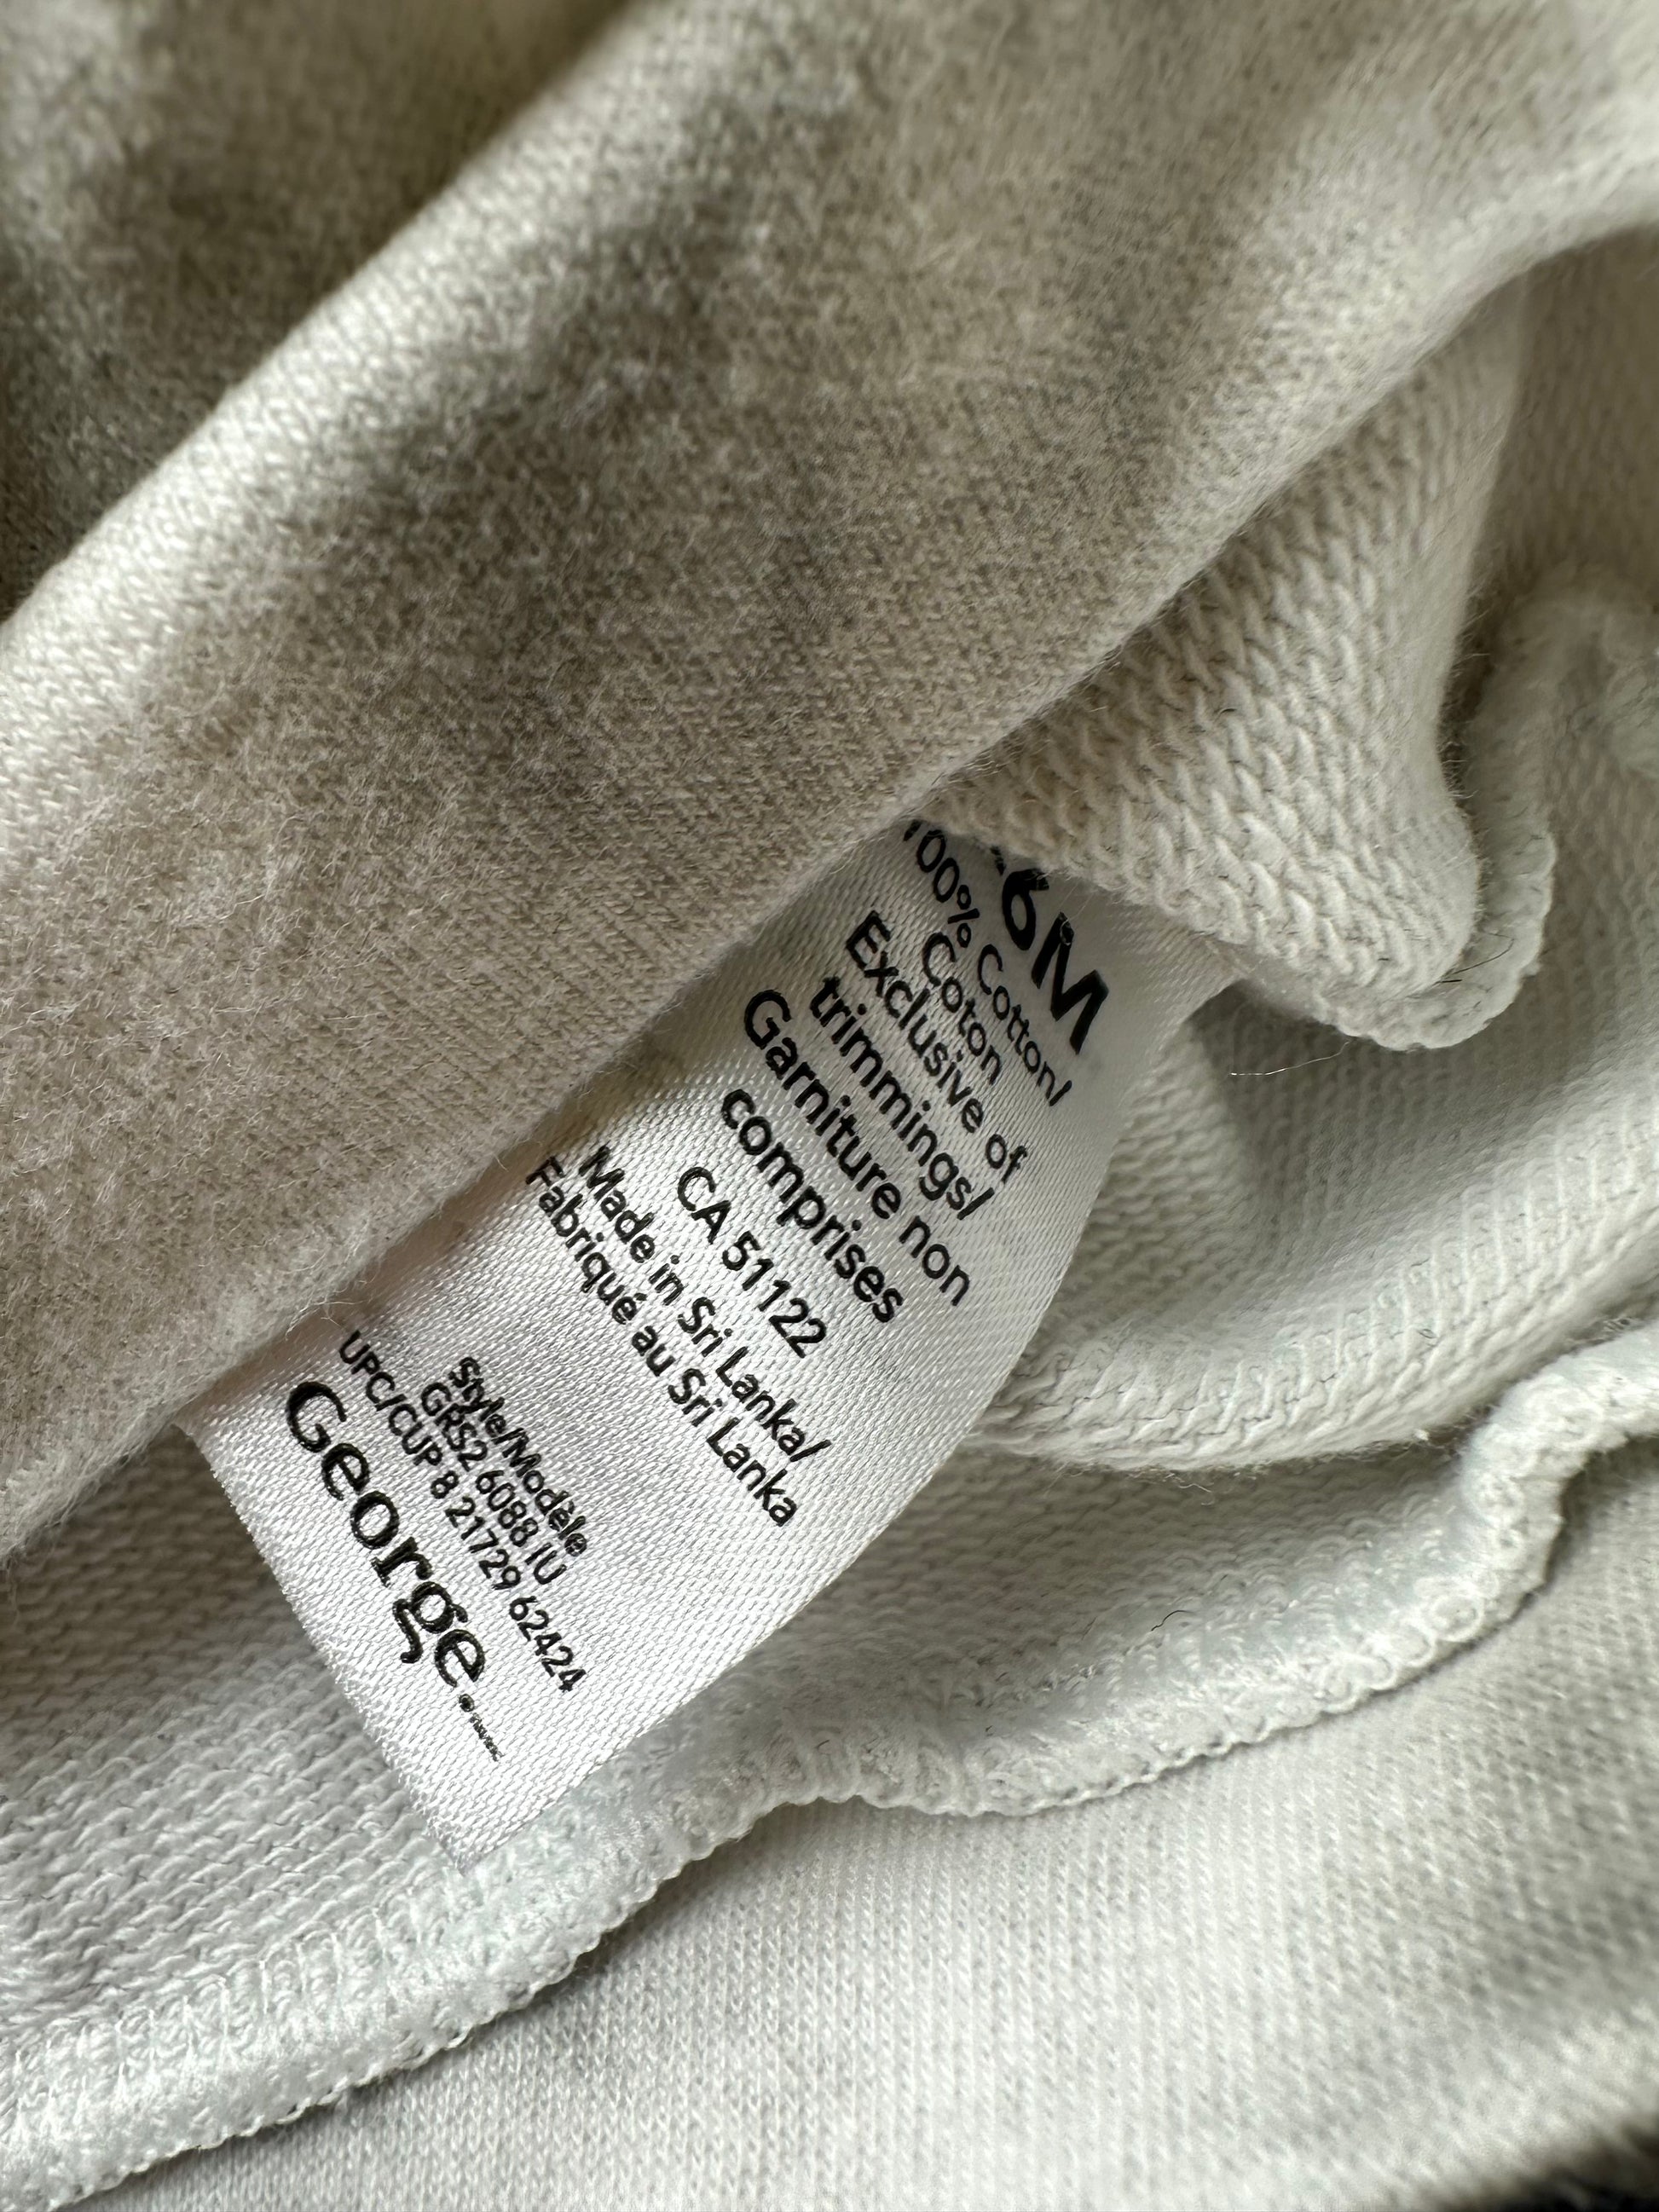 -6M
100% Cotton/
Coton
Exclusive of
trimmings/
Garniture non
comprises
CA 51122
Made in Sri Lanka/
Fabriqué au Sri Lanka
Style/Modèle
GRS2 6088 IU
UPC/CUP 8 21729 62424
George